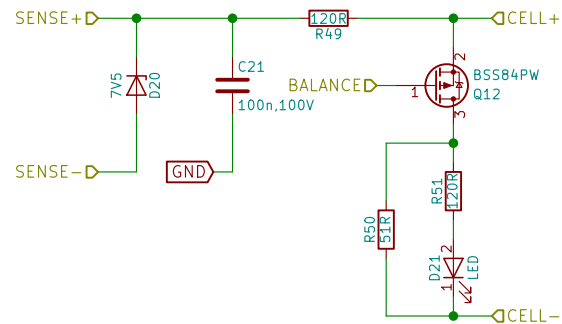 SENSE+
120R
R49
CELL+
7V5
D20
C21
100n,100V
BALANCE
1
2
3
BSS84PW
Q12
SENSE-
GND
R50
51R
R51
120R
D21
2
1
LED
CELL-